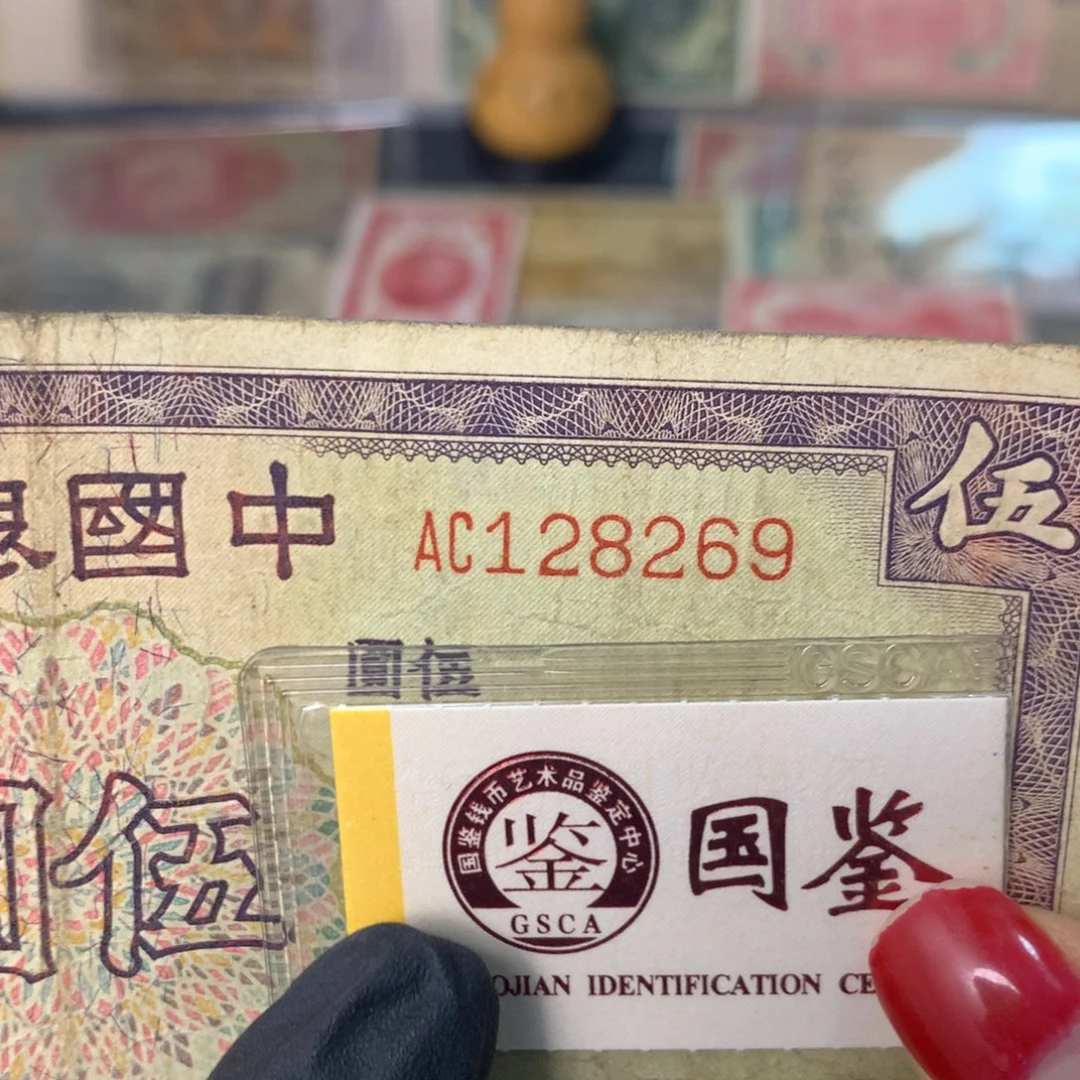 伍
中國
AC128269
伍圓
GSCA
伍
国鉴钱币艺术品鉴定中心
鉴
GSCA
国鉴
IDENTIFICATION